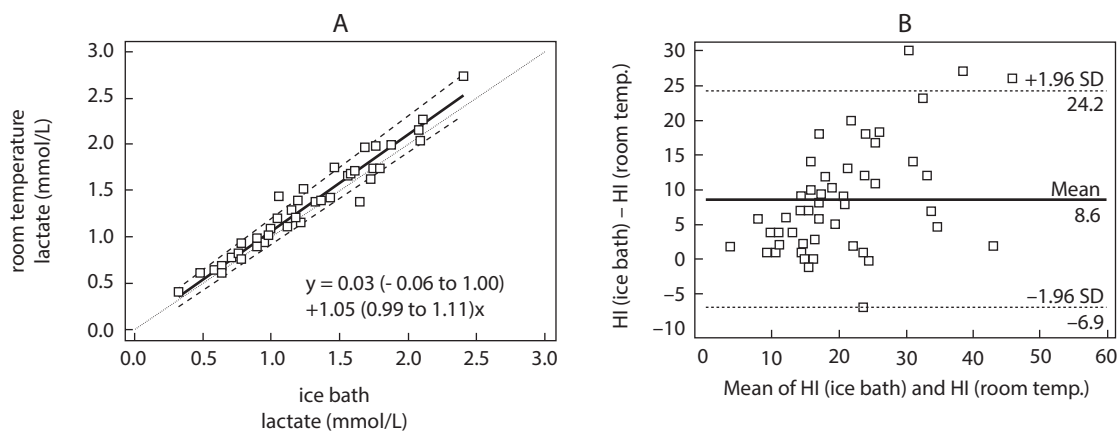 A
room temperature
lactate (mmol/L)
3.0
2.5
2.0
1.5
1.0
0.5
0.0
y = 0.03 (- 0.06 to 1.00)
+1.05 (0.99 to 1.11)x
0.0 0.5 1.0 1.5 2.0 2.5 3.0
ice bath
lactate (mmol/L)
B
HI (ice bath) – HI (room temp.)
30
25
20
15
10
5
0
−5
−10
+1.96 SD
24.2
Mean
8.6
−1.96 SD
−6.9
0 10 20 30 40 50 60
Mean of HI (ice bath) and HI (room temp.)